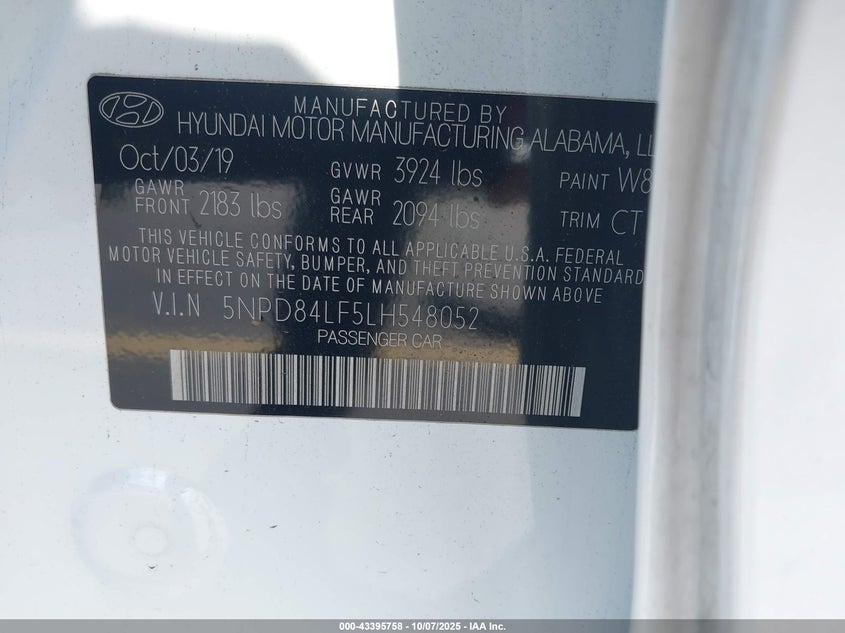 MANUFACTURED BY
HYUNDAI MOTOR MANUFACTURING ALABAMA,
Oct/03/19 GVWR 3924 lbs PAINT W8
GAWR FRONT 2183 lbs GAWR REAR 2094 lbs TRIM CT
THIS VEHICLE CONFORMS TO ALL APPLICABLE U.S.A. FEDERAL
MOTOR VEHICLE SAFETY, BUMPER, AND THEFT PREVENTION STANDARD
IN EFFECT ON THE DATE OF MANUFACTURE SHOWN ABOVE
V.I.N 5NPD84LF5LH548052
PASSENGER CAR
000-43395758 - 10/07/2025 - IAA Inc.